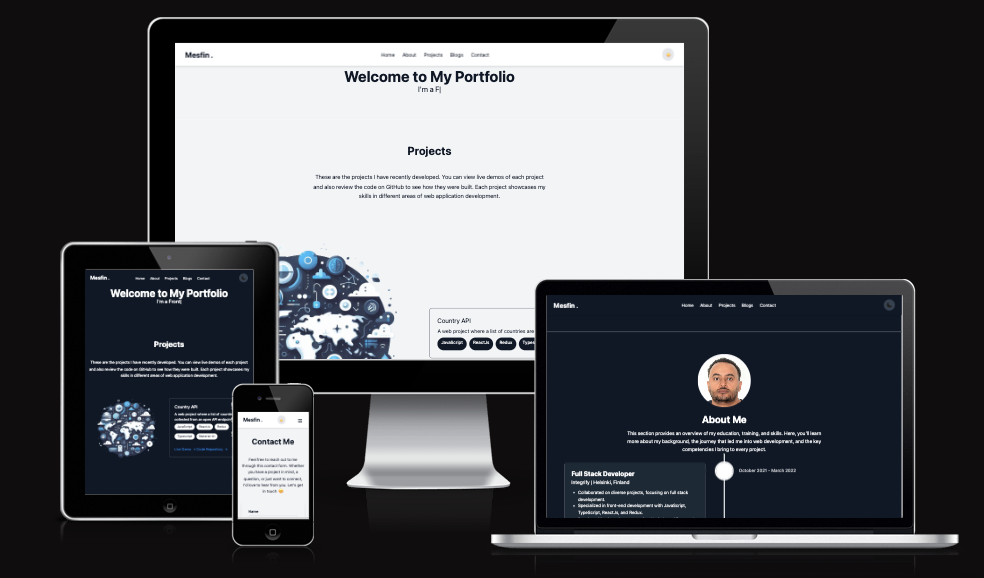 Mesfin .
Home About Projects Blogs Contact
Welcome to My Portfolio
I'm a F|
Projects
These are the projects I have recently developed. You can view live demos of each project
and also review the code on GitHub to see how they were built. Each project showcases my
skills in different areas of web application development.
Country API
A web project where a list of countries are
JavaScript ReactJs Redux Types
Mesfin .
Home About Projects Blogs Contact
Welcome to My Portfolio
I'm a Front|
Projects
These are the projects I have recently developed. You can view live demos of each project
and also review the code on GitHub to see how they were built. Each project showcases my
skills in different areas of web application development.
Country API
A web project where a list of countries
JavaScript ReactJs Redux
Mesfin .
Contact Me
Feel free to reach out to me
through this contact form. Whether
you have a project in mind, a
question, or just want to connect,
I'd love to hear from you. Let's get
in touch! 😊
Name
Mesfin .
Home About Projects Blogs Contact
About Me
This section provides an overview of my education, training, and skills. Here, you'll learn
more about my background, the journey that led me into web development, and the key
competencies I bring to every project.
October 2021 - March 2022
Full Stack Developer
Integrify | Helsinki, Finland
• Collaborated on diverse projects, focusing on full stack
development.
• Specialized in front-end development with JavaScript,
TypeScript, ReactJs, and Redux.